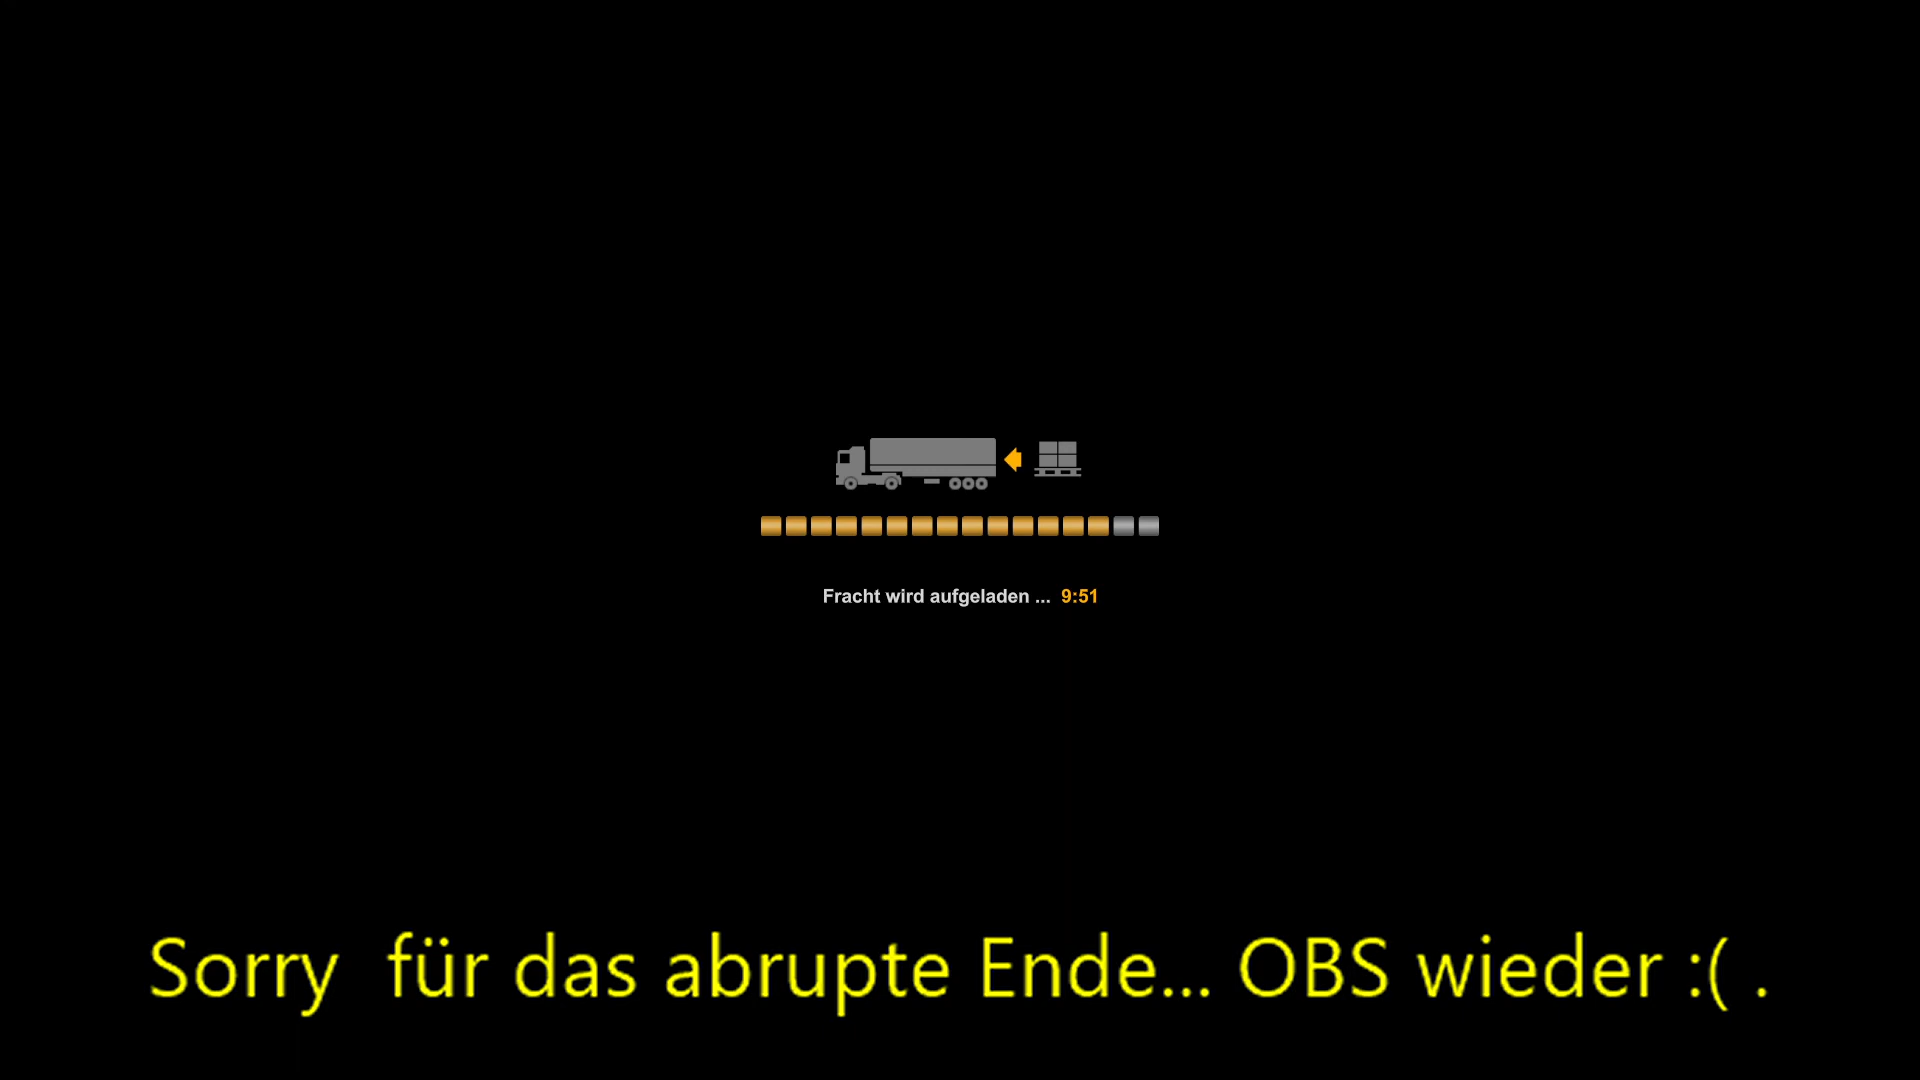 Fracht wird aufgeladen ... 9:51
Sorry für das abrupte Ende... OBS wieder :( .